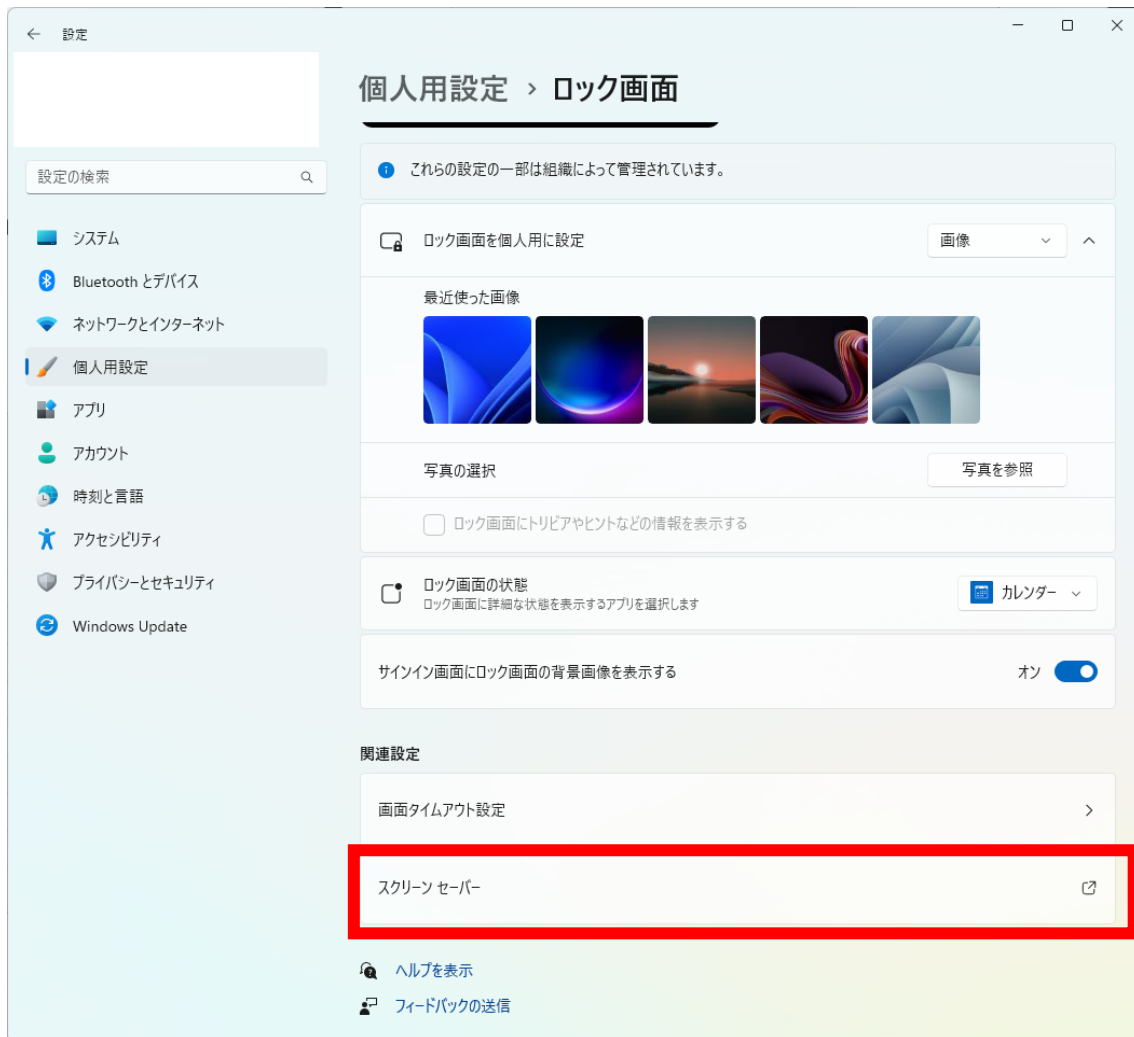 設定
個人用設定 › ロック画面
設定の検索
システム
Bluetooth とデバイス
ネットワークとインターネット
個人用設定
アプリ
アカウント
時刻と言語
アクセシビリティ
プライバシーとセキュリティ
Windows Update
これらの設定の一部は組織によって管理されています。
ロック画面を個人用に設定
画像
最近使った画像
写真の選択
写真を参照
ロック画面にトリビアやヒントなどの情報を表示する
ロック画面の状態
ロック画面に詳細な状態を表示するアプリを選択します
カレンダー
サインイン画面にロック画面の背景画像を表示する
オン
関連設定
画面タイムアウト設定
スクリーン セーバー
ヘルプを表示
フィードバックの送信